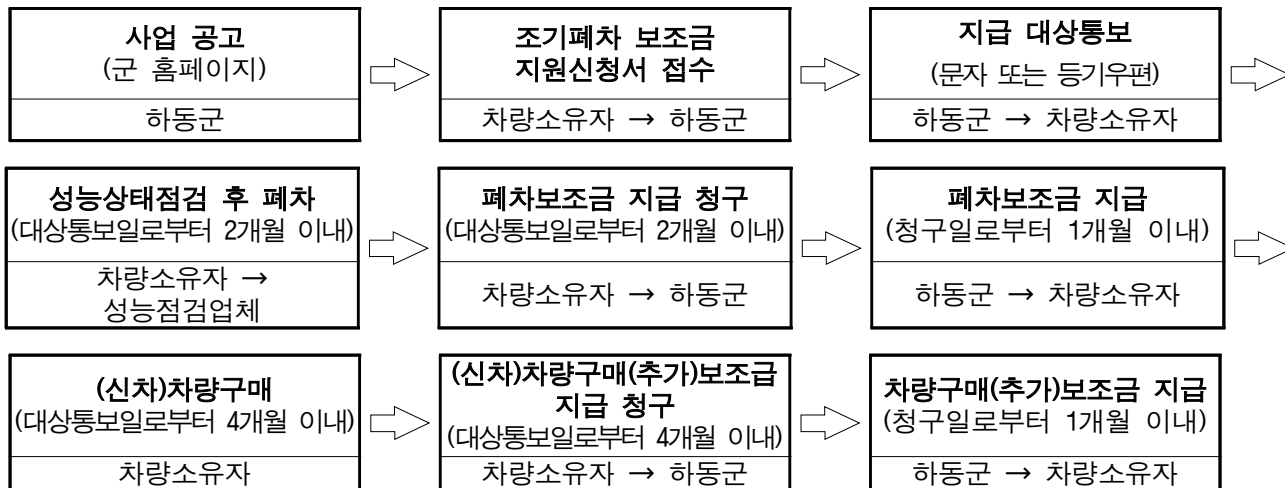 사업 공고
(군 홈페이지)
하동군
조기폐차 보조금
지원신청서 접수
차량소유자 → 하동군
지급 대상통보
(문자 또는 등기우편)
하동군 → 차량소유자
성능상태점검 후 폐차
(대상통보일로부터 2개월 이내)
차량소유자 →
성능점검업체
폐차보조금 지급 청구
(대상통보일로부터 2개월 이내)
차량소유자 → 하동군
폐차보조금 지급
(청구일로부터 1개월 이내)
하동군 → 차량소유자
(신차)차량구매
(대상통보일로부터 4개월 이내)
차량소유자
(신차)차량구매(추가)보조급
지급 청구
(대상통보일로부터 4개월 이내)
차량소유자 → 하동군
차량구매(추가)보조금 지급
(청구일로부터 1개월 이내)
하동군 → 차량소유자